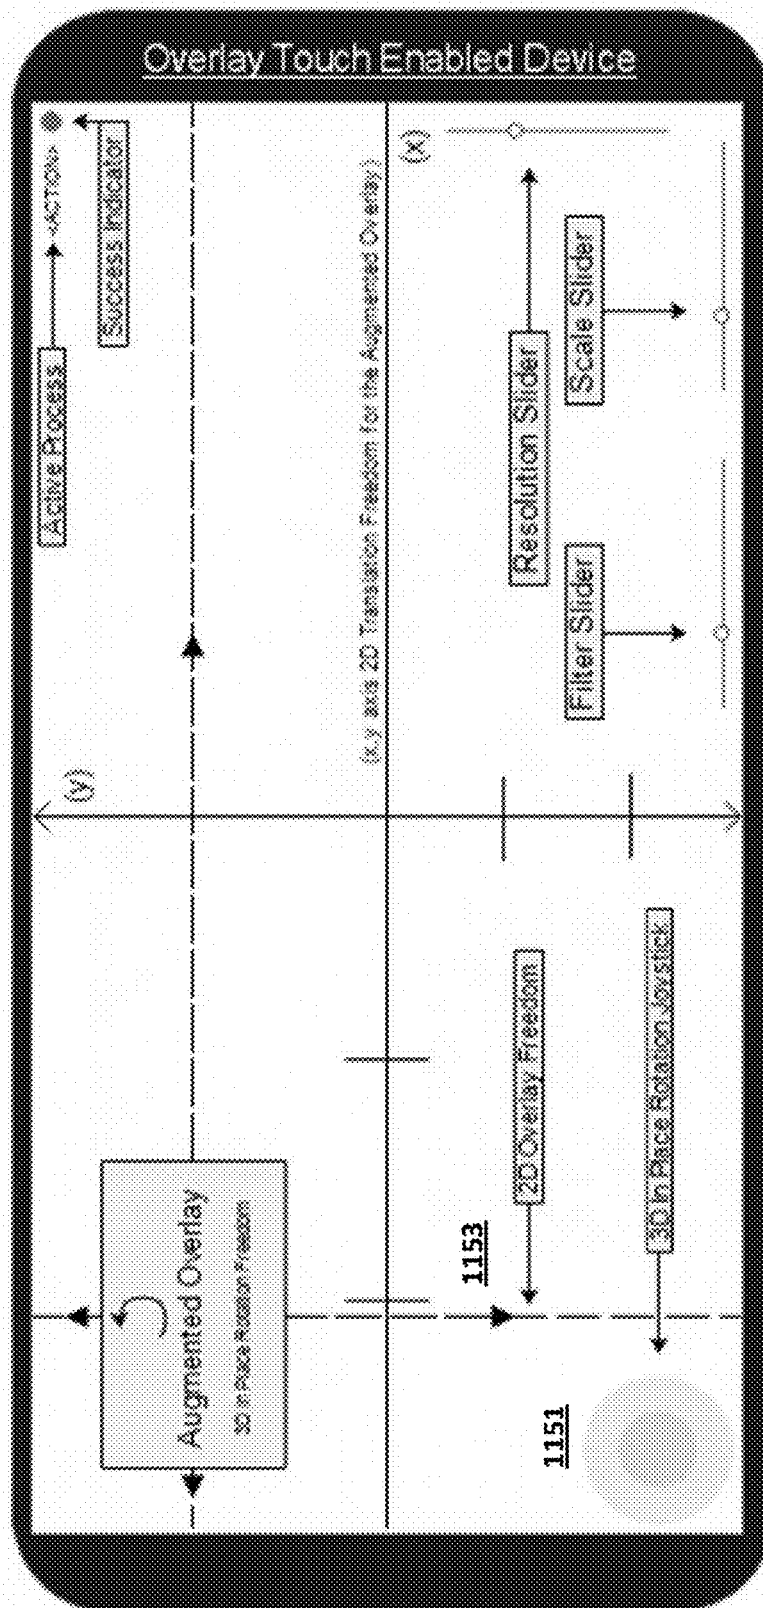 Overlay Touch Enabled Device
Active Process
<ACTION>
Success Indicator
(y)
(x,y axis 2D Translation Freedom for the Augmented Overlay)
(x)
Augmented Overlay
3D In Place Rotation Freedom
1153
2D Overlay Freedom
Resolution Slider
Filter Slider
Scale Slider
1151
3D In Place Rotation Joystick